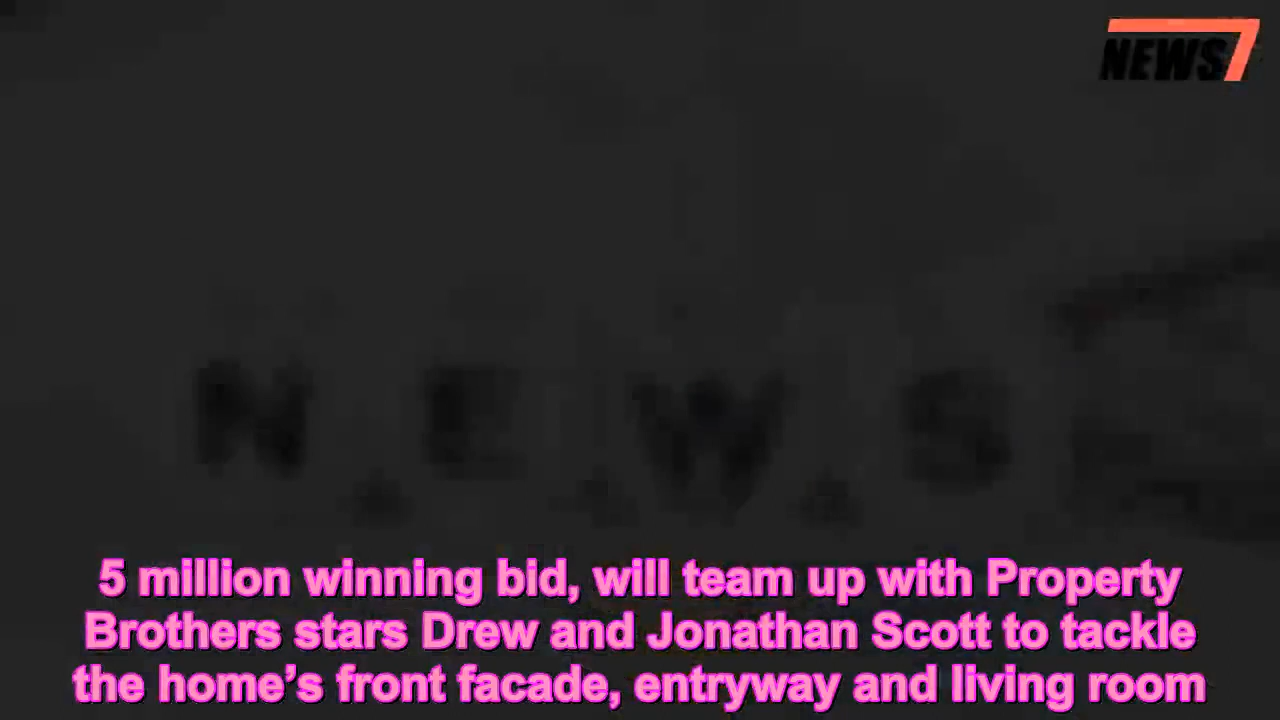 NEWS7
N E W S
5 million winning bid, will team up with Property
Brothers stars Drew and Jonathan Scott to tackle
the home’s front facade, entryway and living room